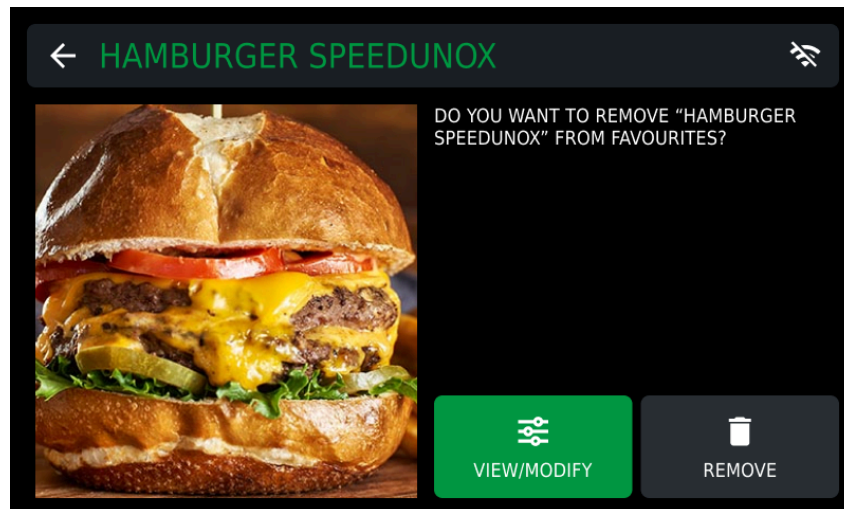 HAMBURGER SPEEDUNOX
DO YOU WANT TO REMOVE “HAMBURGER
SPEEDUNOX” FROM FAVOURITES?
VIEW/MODIFY
REMOVE